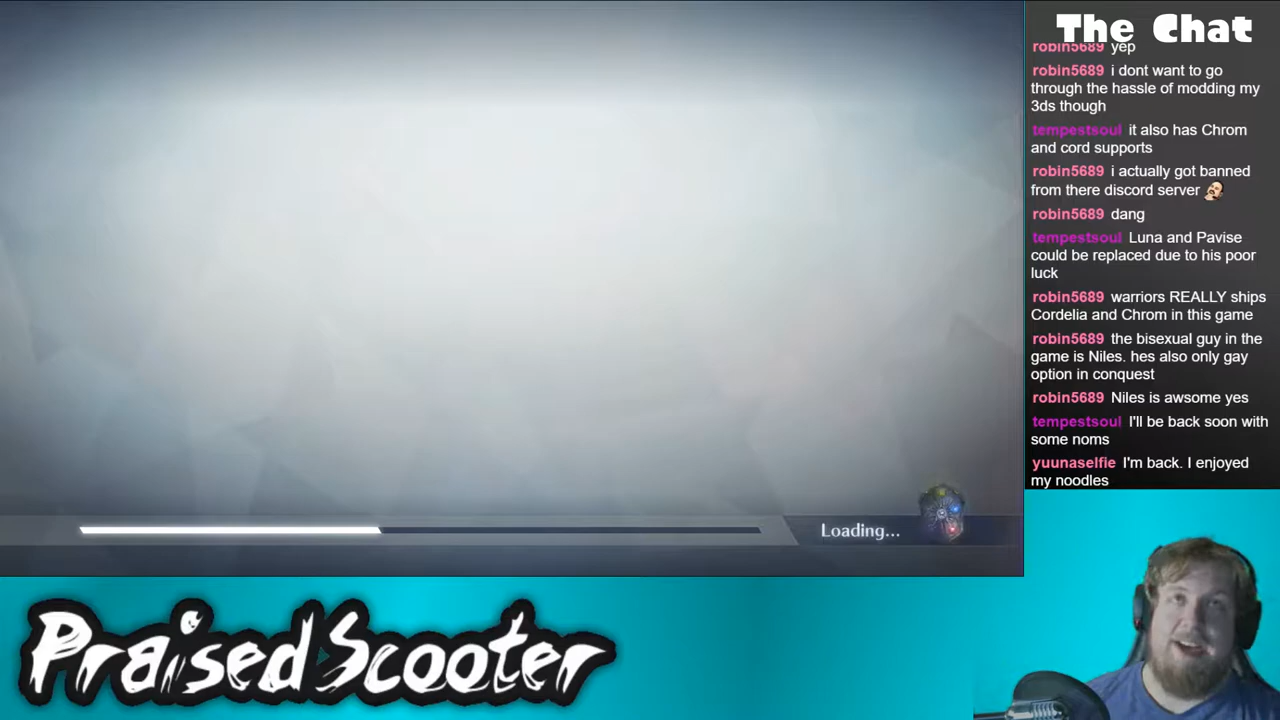 The Chat
robin5689 yep
robin5689 i dont want to go
through the hassle of modding my
3ds though
tempestsoul it also has Chrom
and cord supports
robin5689 i actually got banned
from there discord server
robin5689 dang
tempestsoul Luna and Pavise
could be replaced due to his poor
luck
robin5689 warriors REALLY ships
Cordelia and Chrom in this game
robin5689 the bisexual guy in the
game is Niles. hes also only gay
option in conquest
robin5689 Niles is awsome yes
tempestsoul I'll be back soon with
some noms
yuunaselfie I'm back. I enjoyed
my noodles
Loading...
Praised Scooter